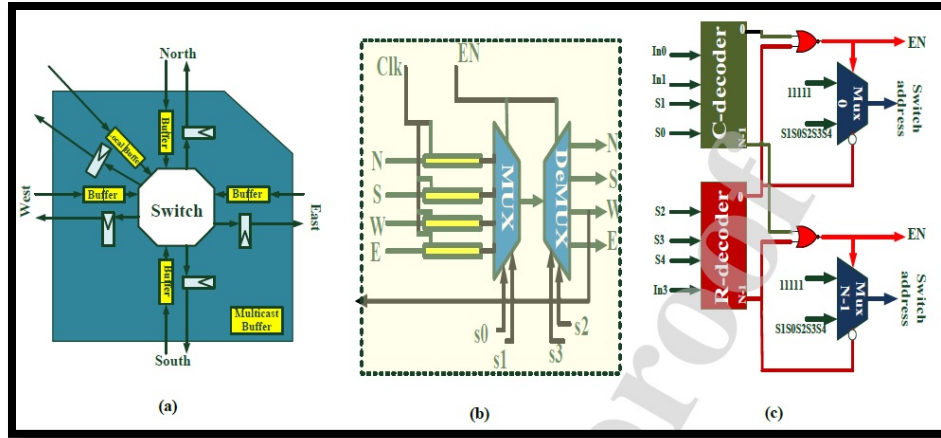 North
Buffer
ocal Buffe
West
Buffer
Switch
Buffer
East
Buffer
Multicast
Buffer
South
(a)
Clk
EN
N
S
W
E
MUX
DeMUX
N
S
W
E
s0
s1
s2
s3
(b)
C-decoder
In0
In1
S1
S0
0
N-1
EN
11111
S1S0S2S3S4
Mux
0
Switch
address
R-decoder
S2
S3
S4
In3
0
N-1
EN
11111
S1S0S2S3S4
Mux
N-1
Switch
address
(c)
proof